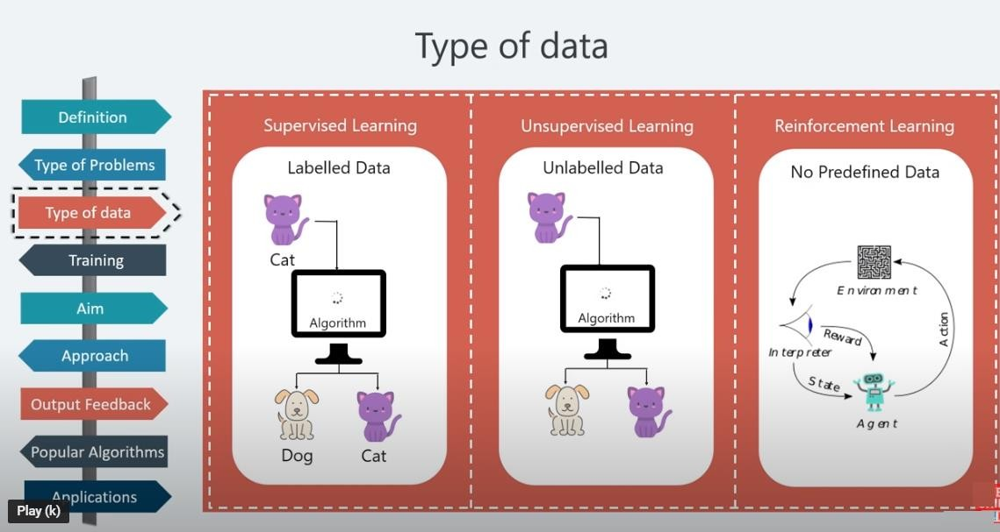 Type of data
Definition
Type of Problems
Type of data
Training
Aim
Approach
Output Feedback
Popular Algorithms
Applications
Play (k)
Supervised Learning
Labelled Data
Cat
Algorithm
Dog
Cat
Unsupervised Learning
Unlabelled Data
Algorithm
Reinforcement Learning
No Predefined Data
Environment
Reward
Interpreter
Action
State
Agent